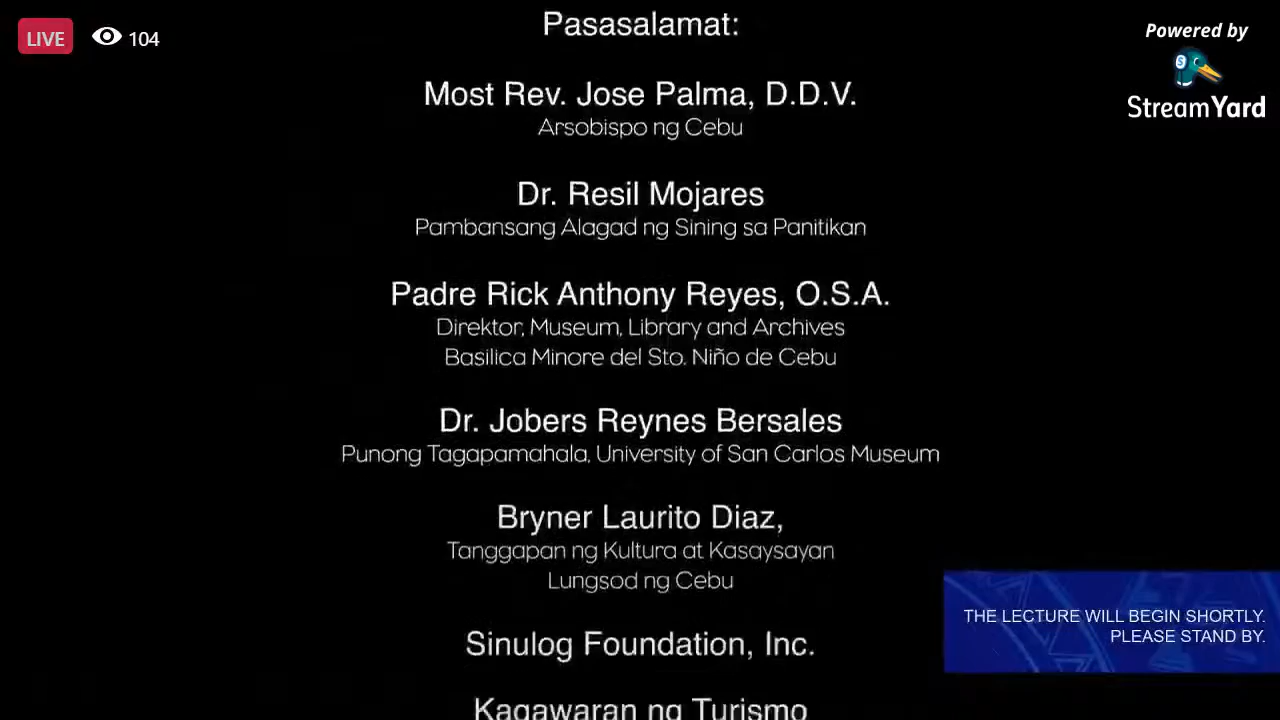 LIVE
104
Powered by
StreamYard
Pasasalamat:
Most Rev. Jose Palma, D.D.V.
Arsobispo ng Cebu
Dr. Resil Mojares
Pambansang Alagad ng Sining sa Panitikan
Padre Rick Anthony Reyes, O.S.A.
Direktor, Museum, Library and Archives
Basilica Minore del Sto. Niño de Cebu
Dr. Jobers Reynes Bersales
Punong Tagapamahala, University of San Carlos Museum
Bryner Laurito Diaz,
Tanggapan ng Kultura at Kasaysayan
Lungsod ng Cebu
Sinulog Foundation, Inc.
Kagawaran ng Turismo
THE LECTURE WILL BEGIN SHORTLY.
PLEASE STAND BY.